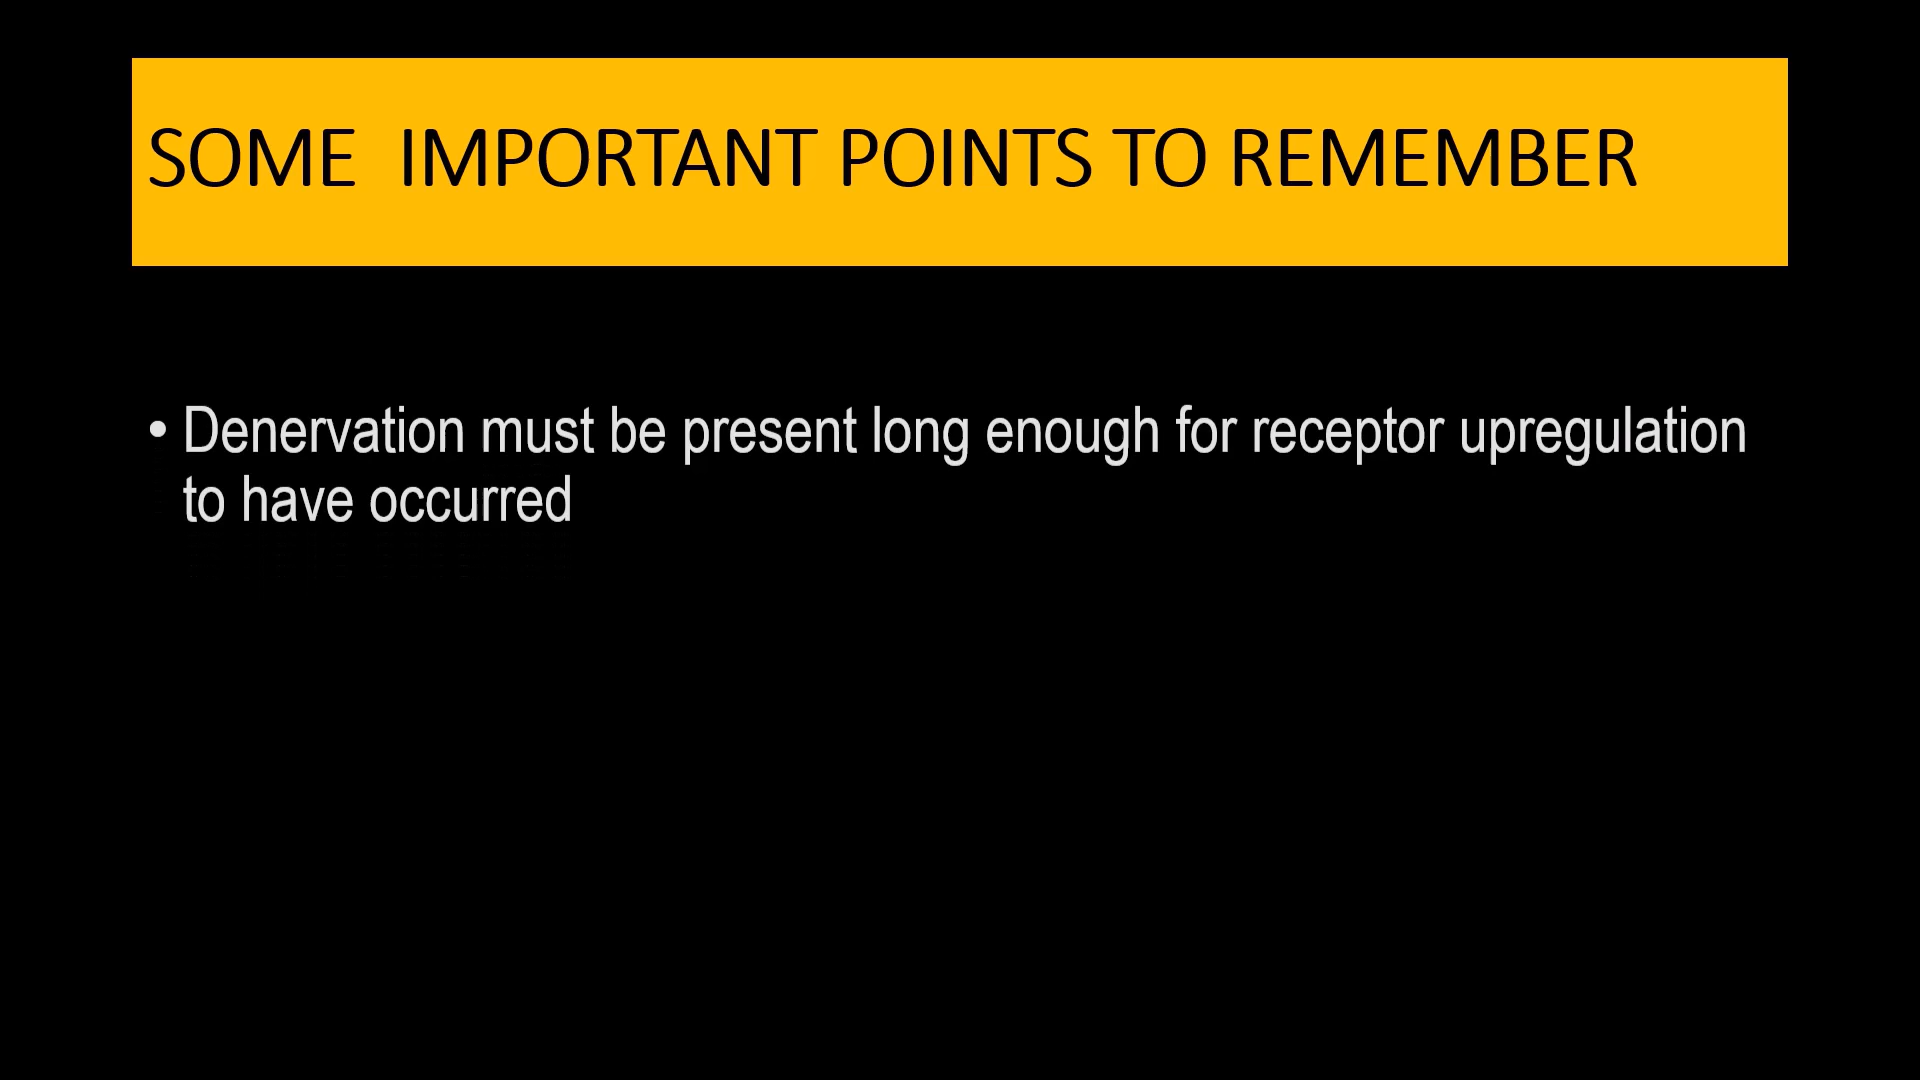 SOME  IMPORTANT POINTS TO REMEMBER
• Denervation must be present long enough for receptor upregulation
to have occurred